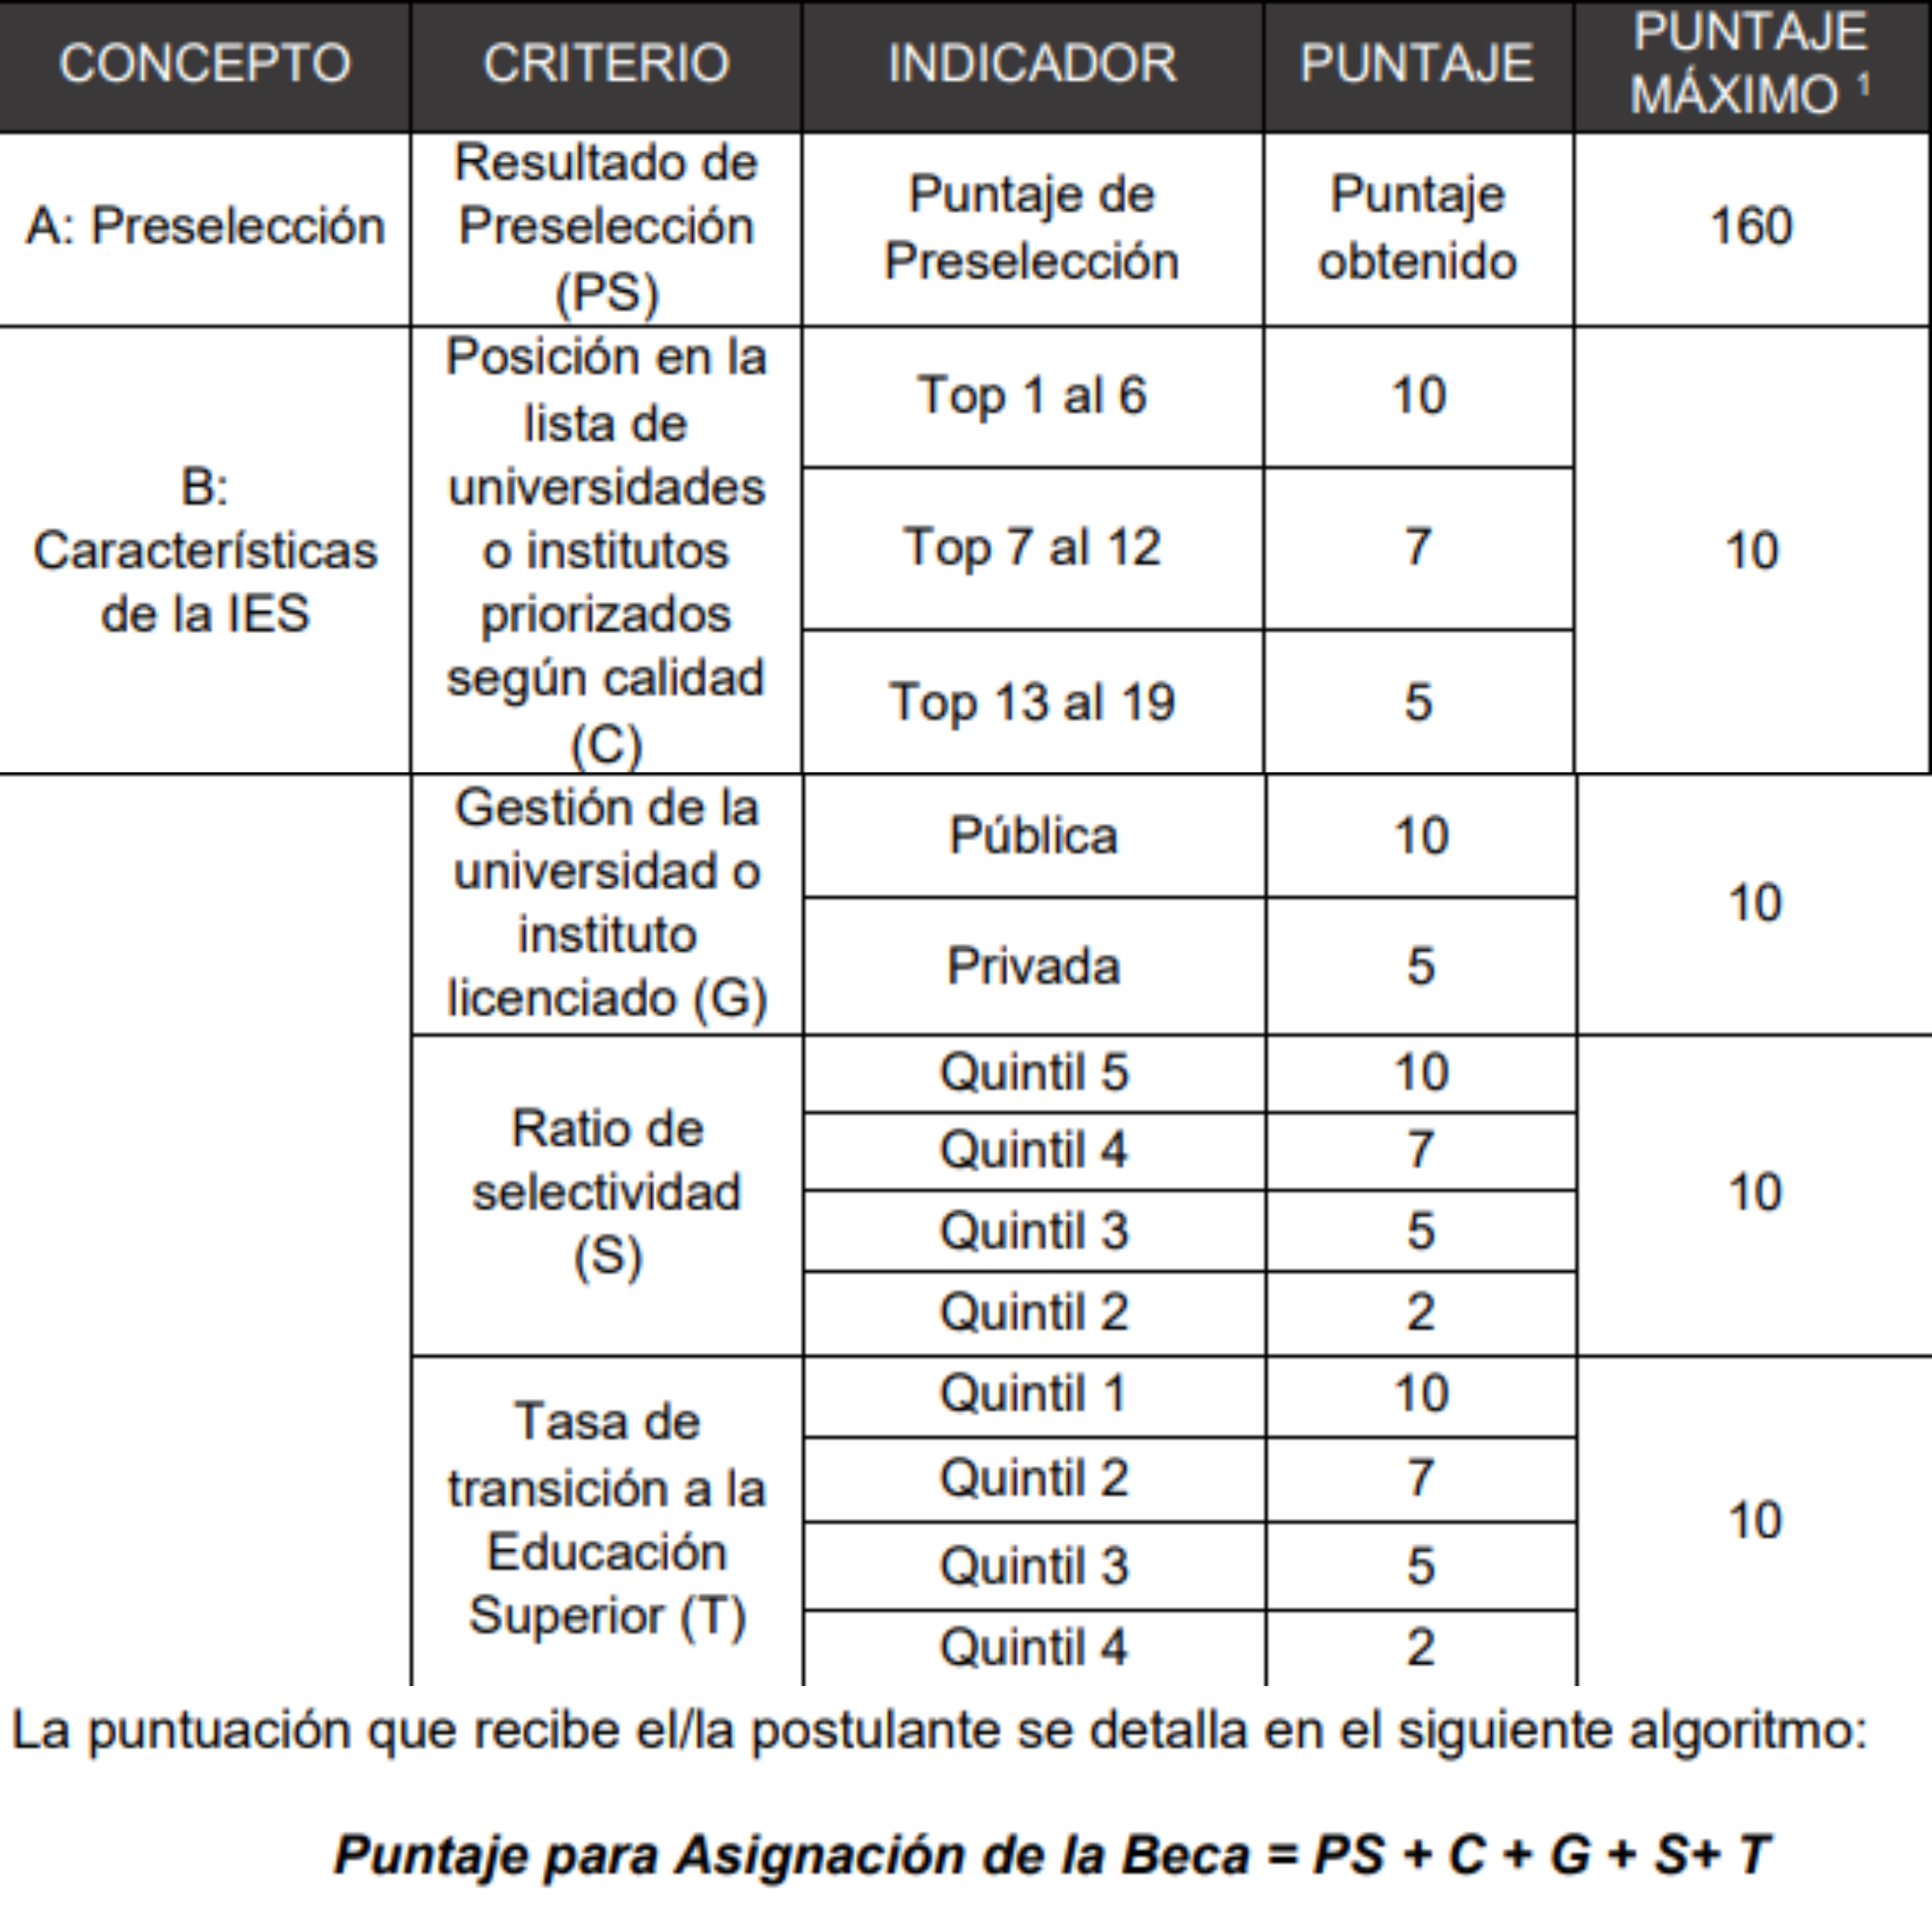 CONCEPTO CRITERIO INDICADOR PUNTAJE PUNTAJE
MÁXIMO ¹
A: Preselección
Resultado de
Preselección
(PS)
Puntaje de
Preselección
Puntaje
obtenido
160
B:
Características
de la IES
Posición en la
lista de
universidades
o institutos
priorizados
según calidad
(C)
Top 1 al 6 10
Top 7 al 12 7
Top 13 al 19 5
10
Gestión de la
universidad o
instituto
licenciado (G)
Pública 10
Privada 5
10
Ratio de
selectividad
(S)
Quintil 5 10
Quintil 4 7
Quintil 3 5
Quintil 2 2
10
Tasa de
transición a la
Educación
Superior (T)
Quintil 1 10
Quintil 2 7
Quintil 3 5
Quintil 4 2
10
La puntuación que recibe el/la postulante se detalla en el siguiente algoritmo:
Puntaje para Asignación de la Beca = PS + C + G + S+ T